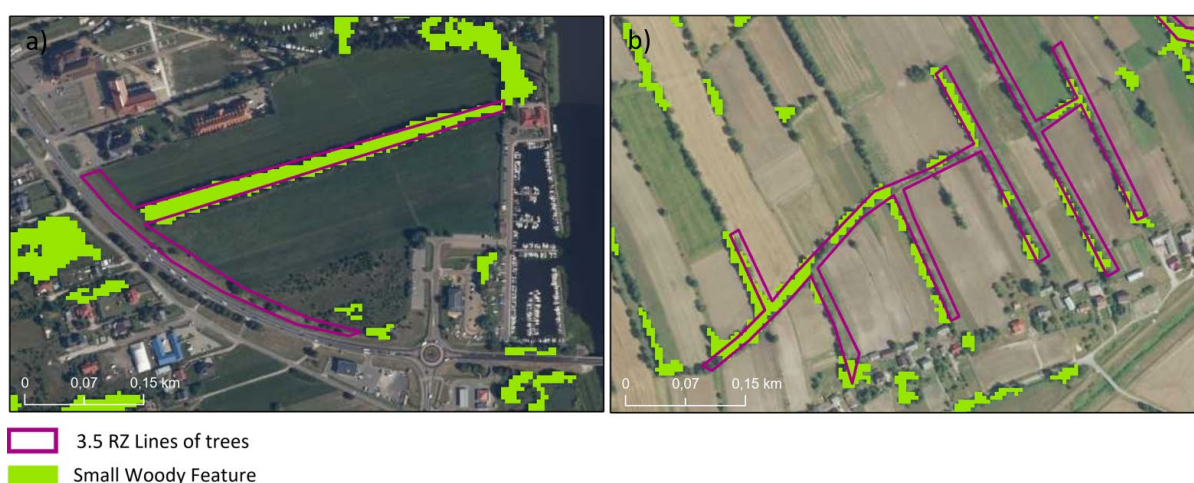 a)
b)
0 0,07 0,15 km
0 0,07 0,15 km
3.5 RZ Lines of trees
Small Woody Feature